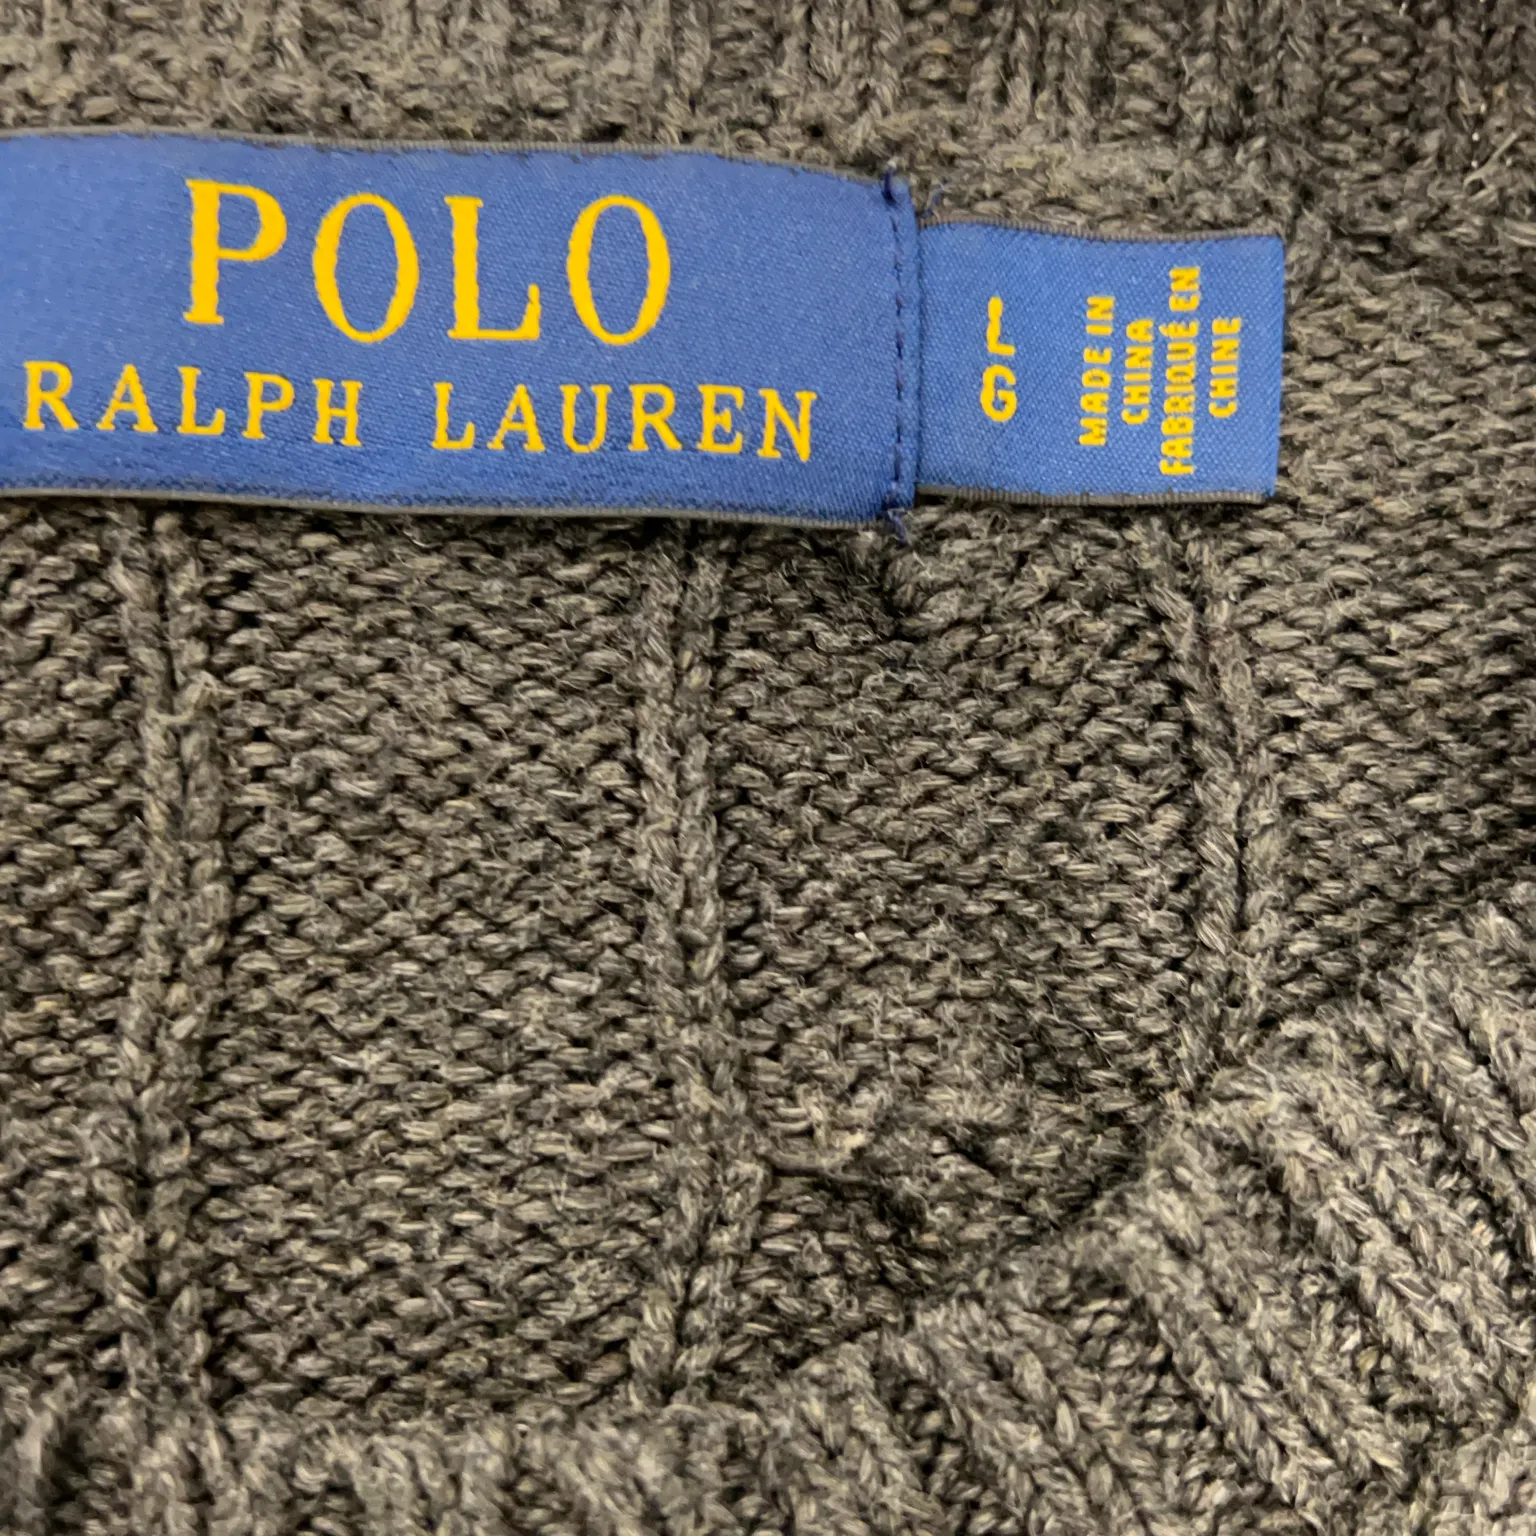 POLO
RALPH LAUREN
L
G
MADE IN
CHINA
FABRIQUÉ EN
CHINE